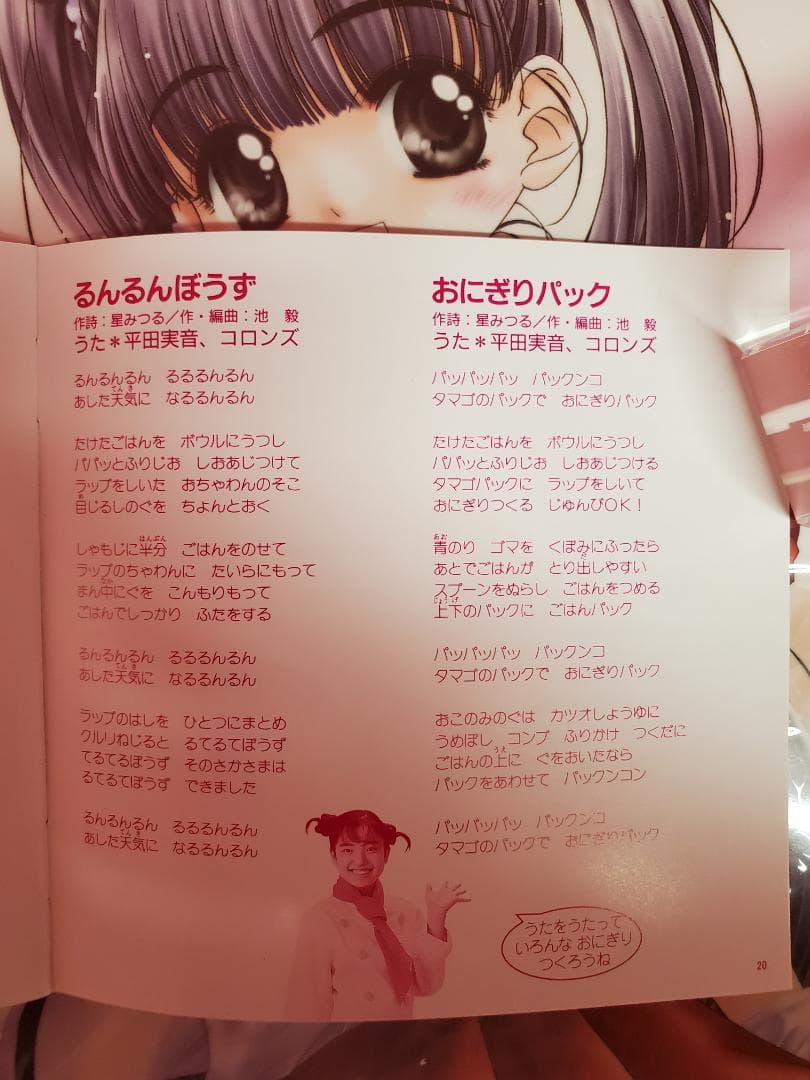 るんるんぼうず
作詩：星みつる／作・編曲：池　毅
うた＊平田実音、コロンズ
るんるんるん　るるるんるん
あした天気に　なるるんるん
たけたごはんを　ボウルにうつし
パパッとふりじお　しおあじつけて
ラップをしいた　おちゃわんのそこ
目じるしのぐを　ちょんとおく
しゃもじに半分　ごはんをのせて
ラップのちゃわんに　たいらにもって
まん中にぐを　こんもりもって
ごはんでしっかり　ふたをする
るんるんるん　るるるんるん
あした天気に　なるるんるん
ラップのはしを　ひとつにまとめ
クルリねじると　るてるてぼうず
てるてるぼうず　そのさかさまは
るてるてぼうず　できました
るんるんるん　るるるんるん
あした天気に　なるるんるん
おにぎりパック
作詩：星みつる／作・編曲：池　毅
うた＊平田実音、コロンズ
パッパッパッ　パックンコ
タマゴのパックで　おにぎりパック
たけたごはんを　ボウルにうつし
パパッとふりじお　しおあじつける
タマゴパックに　ラップをしいて
おにぎりつくる　じゅんびOK！
青のり　ゴマを　くぼみにふったら
あとでごはんが　とり出しやすい
スプーンをぬらし　ごはんをつめる
上下のパックに　ごはんパック
パッパッパッ　パックンコ
タマゴのパックで　おにぎりパック
おこのみのぐは　カツオしょうゆに
うめぼし　コンブ　ふりかけ　つくだに
ごはんの上に　ぐをおいたなら
パックをあわせて　パックンコン
パッパッパッ　パックンコ
タマゴのパックで　おにぎりパック
うたをうたって
いろんな おにぎり
つくろうね
20